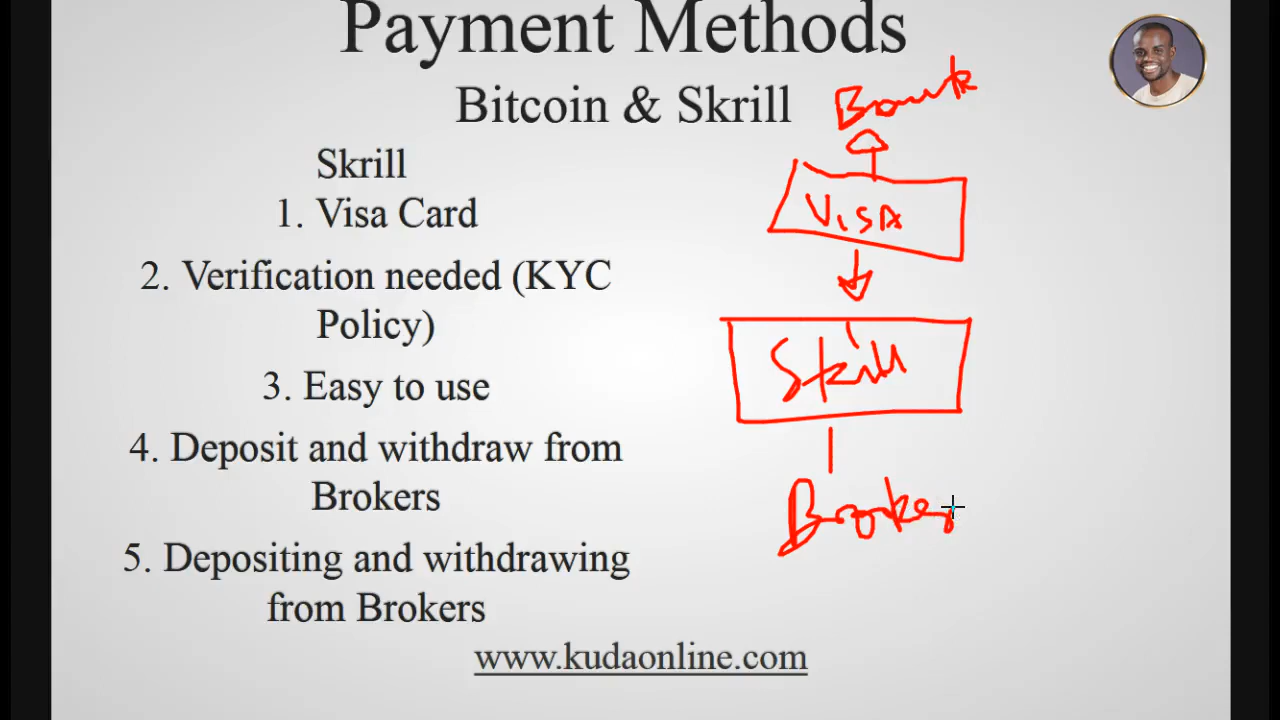 Payment Methods
Bitcoin & Skrill
Bank
Skrill
1. Visa Card
VISA
2. Verification needed (KYC
Policy)
Skrill
3. Easy to use
4. Deposit and withdraw from
Brokers
Broker
5. Depositing and withdrawing
from Brokers
www.kudaonline.com